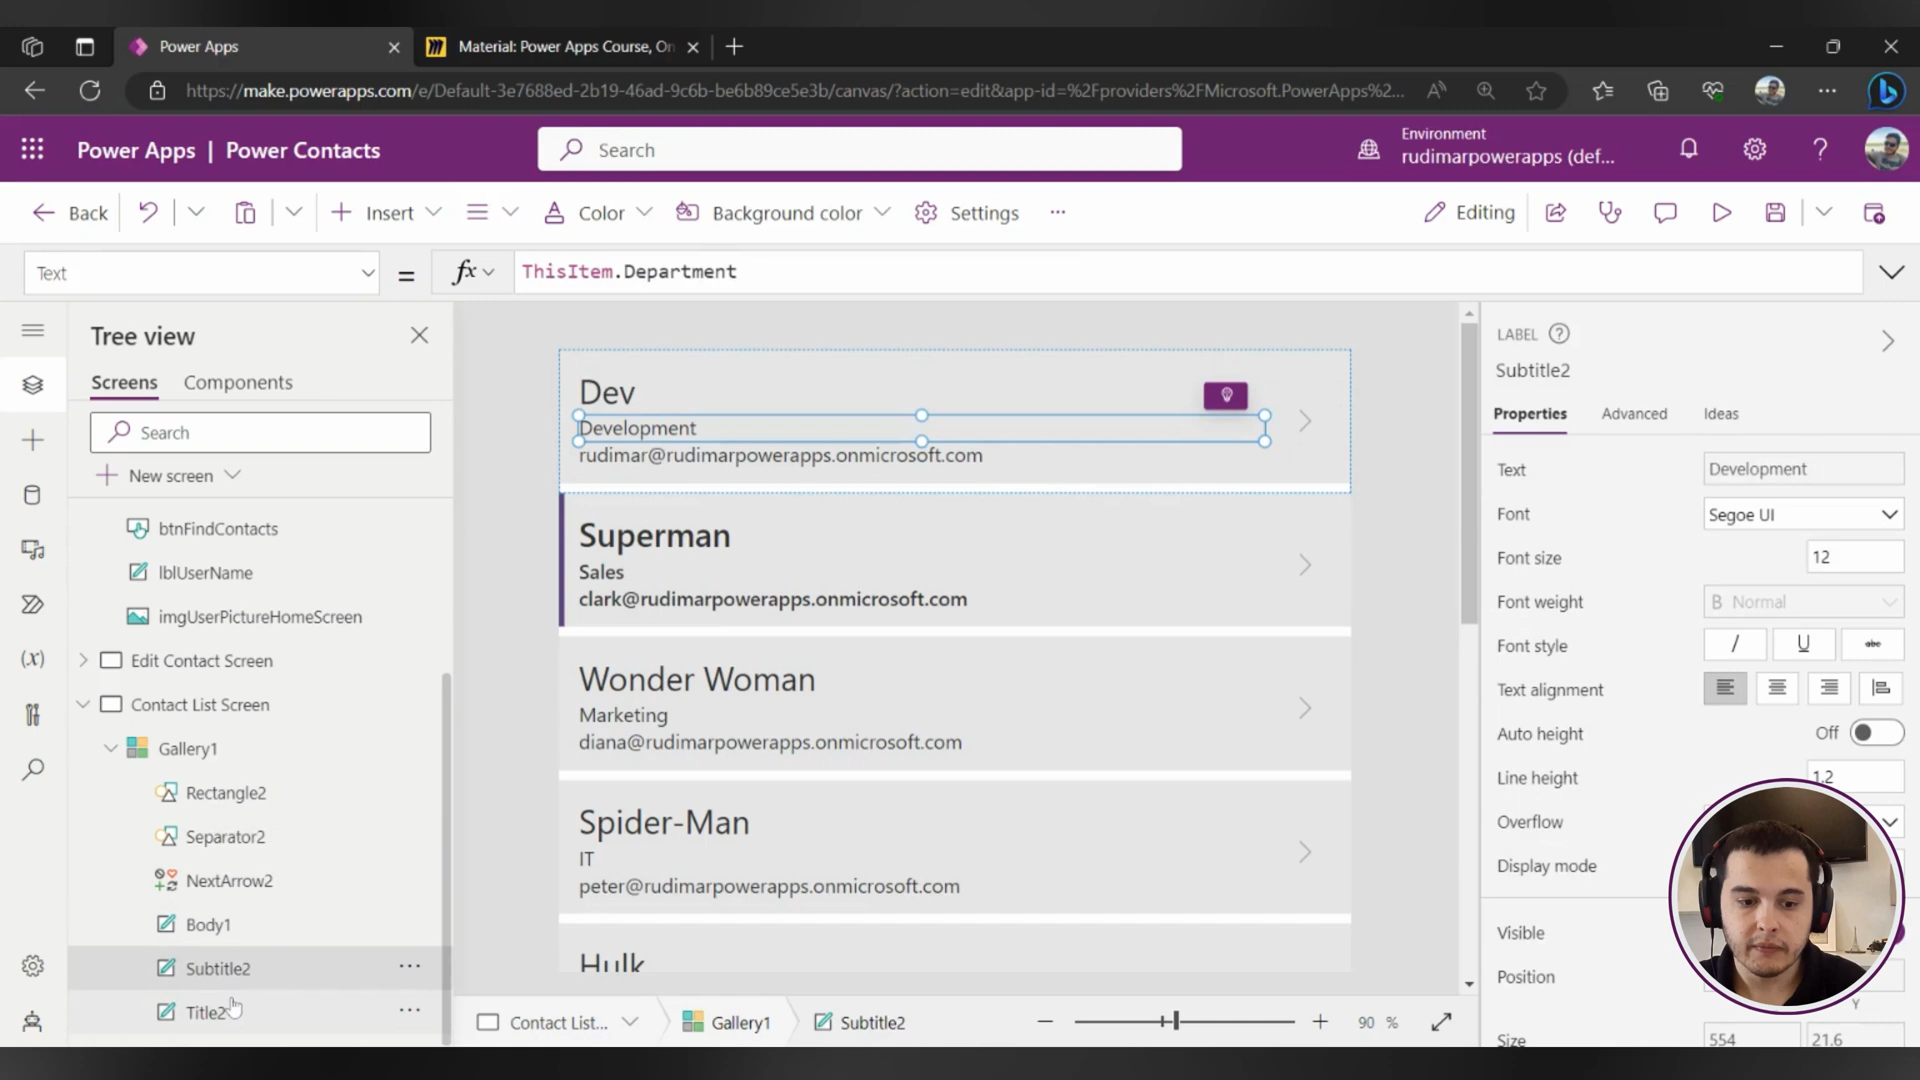 Power Apps
Material: Power Apps Course, On
https://make.powerapps.com/e/Default-3e7688ed-2b19-46ad-9c6b-be6b89ce5e3b/canvas/?action=edit&app-id=%2Fproviders%2FMicrosoft.PowerApps%2...
Power Apps | Power Contacts
Search
Environment
rudimarpowerapps (def...
Back
Insert
Color
Background color
Settings
Editing
Text
=
fx
ThisItem.Department
Tree view
Screens
Components
Search
New screen
btnFindContacts
lblUserName
imgUserPictureHomeScreen
Edit Contact Screen
Contact List Screen
Gallery1
Rectangle2
Separator2
NextArrow2
Body1
Subtitle2
Title2
Dev
Development
rudimar@rudimarpowerapps.onmicrosoft.com
Superman
Sales
clark@rudimarpowerapps.onmicrosoft.com
Wonder Woman
Marketing
diana@rudimarpowerapps.onmicrosoft.com
Spider-Man
IT
peter@rudimarpowerapps.onmicrosoft.com
Hulk
Contact List...
Gallery1
Subtitle2
90 %
LABEL
Subtitle2
Properties
Advanced
Ideas
Text
Development
Font
Segoe UI
Font size
12
Font weight
B Normal
Font style
/ U abc
Text alignment
Auto height
Off
Line height
1.2
Overflow
Display mode
Visible
Position
Y
Size
554
21.6